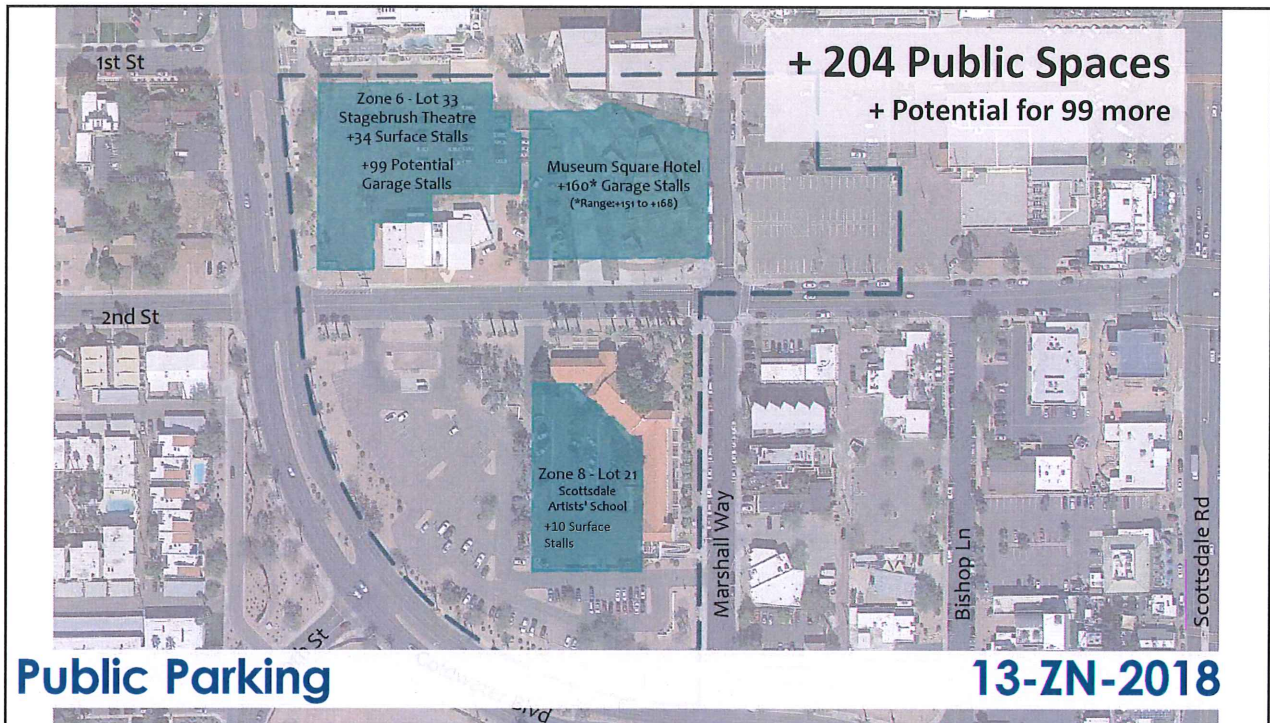 1st St
+ 204 Public Spaces
+ Potential for 99 more
Zone 6 - Lot 33
Stagebrush Theatre
+34 Surface Stalls
+99 Potential
Garage Stalls
Museum Square Hotel
+160* Garage Stalls
(*Range:+151 to +168)
2nd St
Zone 8 - Lot 21
Scottsdale
Artists' School
+10 Surface
Stalls
Marshall Way
Bishop Ln
Scottsdale Rd
St
Blvd
Public Parking
13-ZN-2018